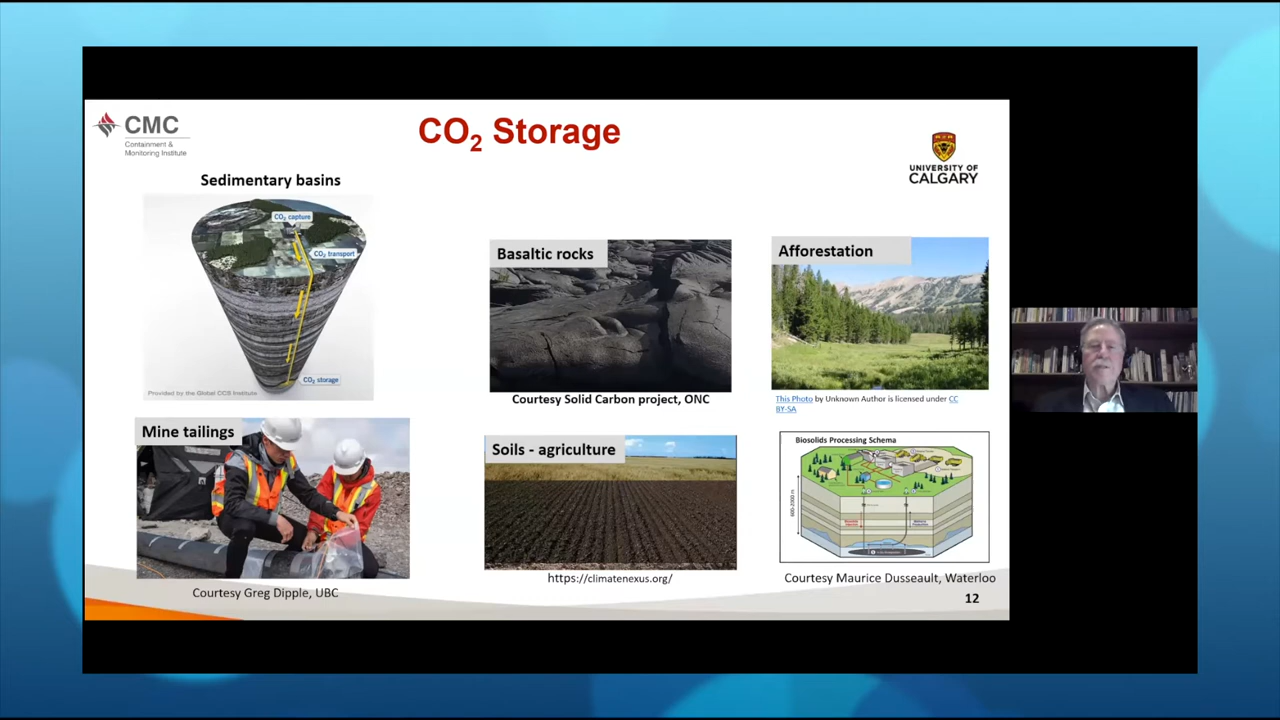 CMC
Containment &
Monitoring Institute
CO2 Storage
UNIVERSITY OF
CALGARY
Sedimentary basins
CO2 capture
CO2 transport
CO2 storage
Provided by the Global CCS Institute
Basaltic rocks
Courtesy Solid Carbon project, ONC
Afforestation
This Photo by Unknown Author is licensed under CC
BY-SA
Mine tailings
Courtesy Greg Dipple, UBC
Soils - agriculture
https://climatenexus.org/
Biosolids Processing Schema
Courtesy Maurice Dusseault, Waterloo
12